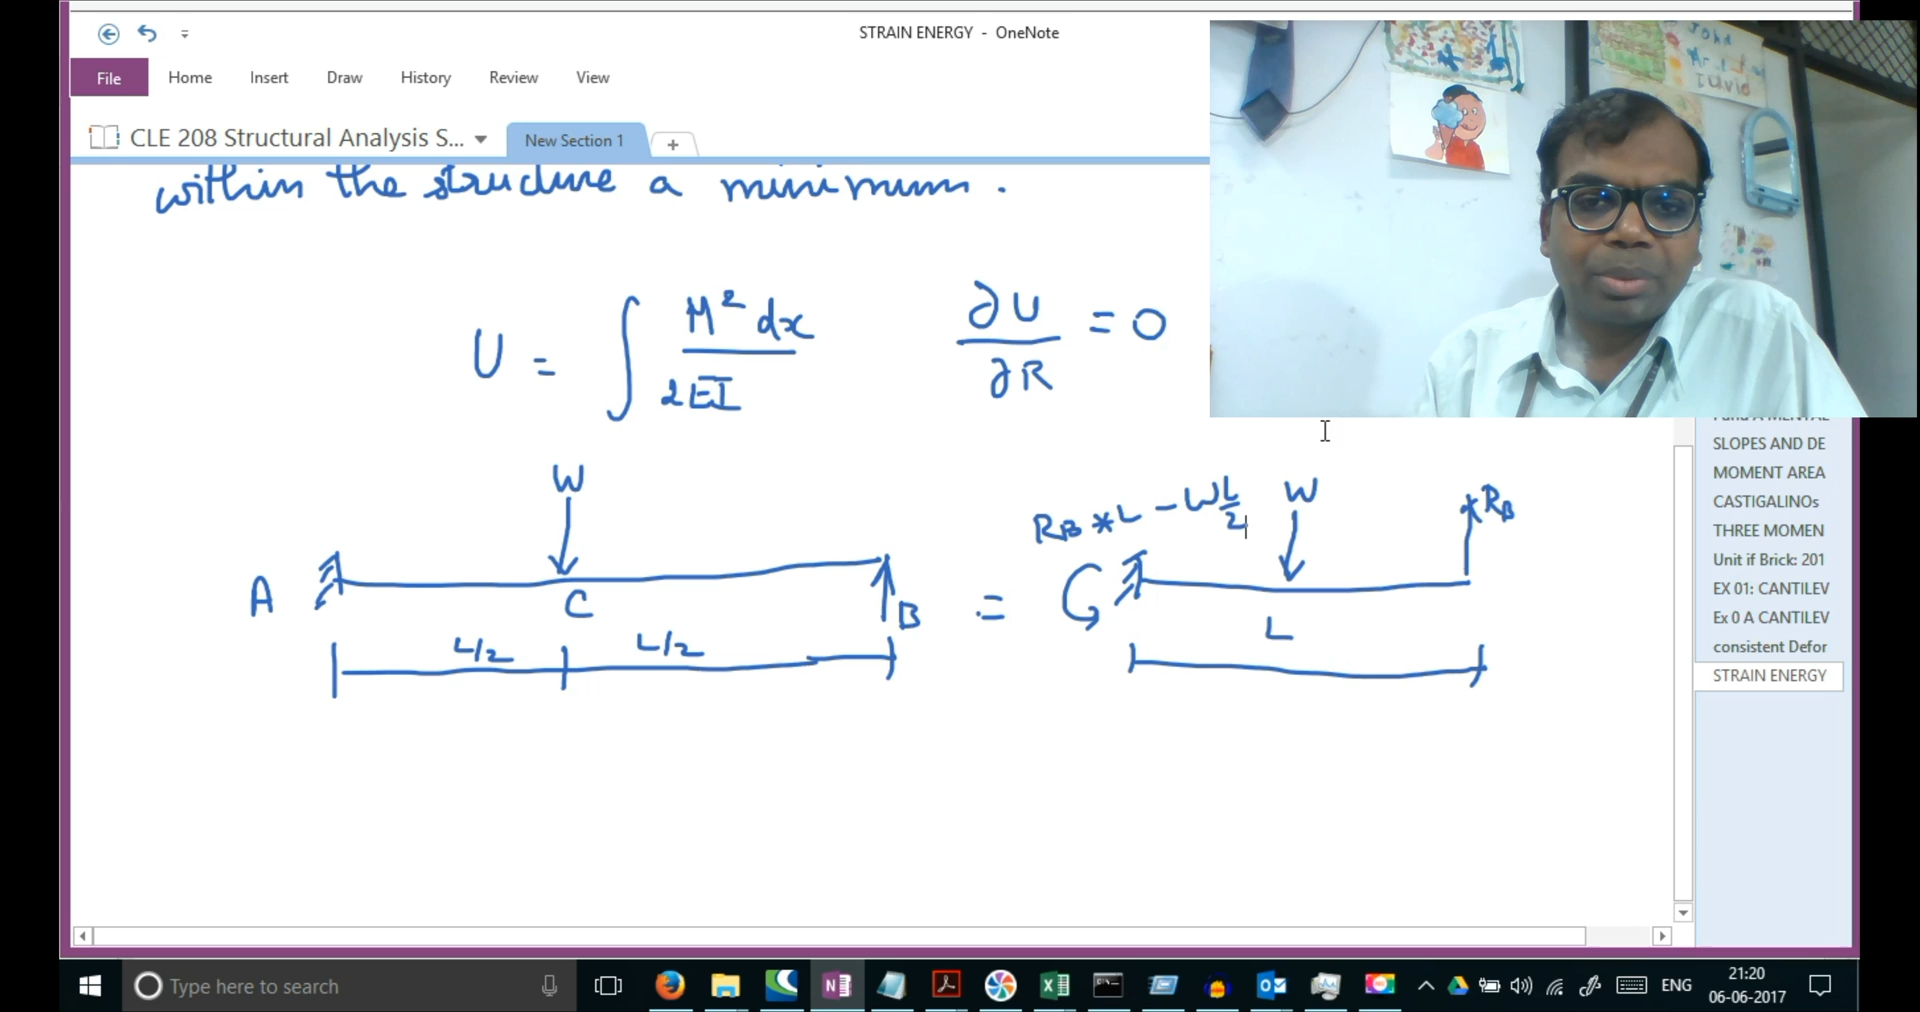 STRAIN ENERGY - OneNote
File Home Insert Draw History Review View
CLE 208 Structural Analysis S... New Section 1 +
within the structure a minimum.
U = ∫ M² dx / 2EI ∂U / ∂R = 0
W
RB * L - W L/2 W RB
A C B = L
L/2 L/2
SLOPES AND DE
MOMENT AREA
CASTIGALINOs
THREE MOMEN
Unit if Brick: 201
EX 01: CANTILEV
Ex 0 A CANTILEV
consistent Defor
STRAIN ENERGY
John
Type here to search
ENG
21:20
06-06-2017